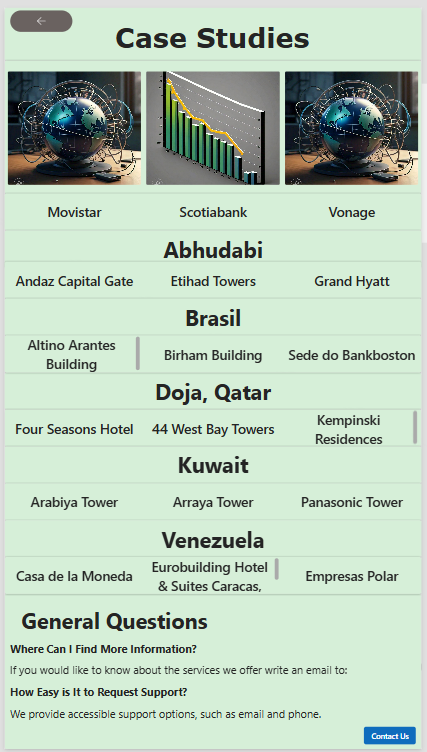 Case Studies
Movistar Scotiabank Vonage
Abhudabi
Andaz Capital Gate Etihad Towers Grand Hyatt
Brasil
Altino Arantes
Building
Birham Building
Sede do Bankboston
Doja, Qatar
Four Seasons Hotel
44 West Bay Towers
Kempinski
Residences
Kuwait
Arabiya Tower Arraya Tower Panasonic Tower
Venezuela
Casa de la Moneda
Eurobuilding Hotel
& Suites Caracas,
Empresas Polar
General Questions
Where Can I Find More Information?
If you would like to know about the services we offer write an email to:
How Easy is It to Request Support?
We provide accessible support options, such as email and phone.
Contact Us